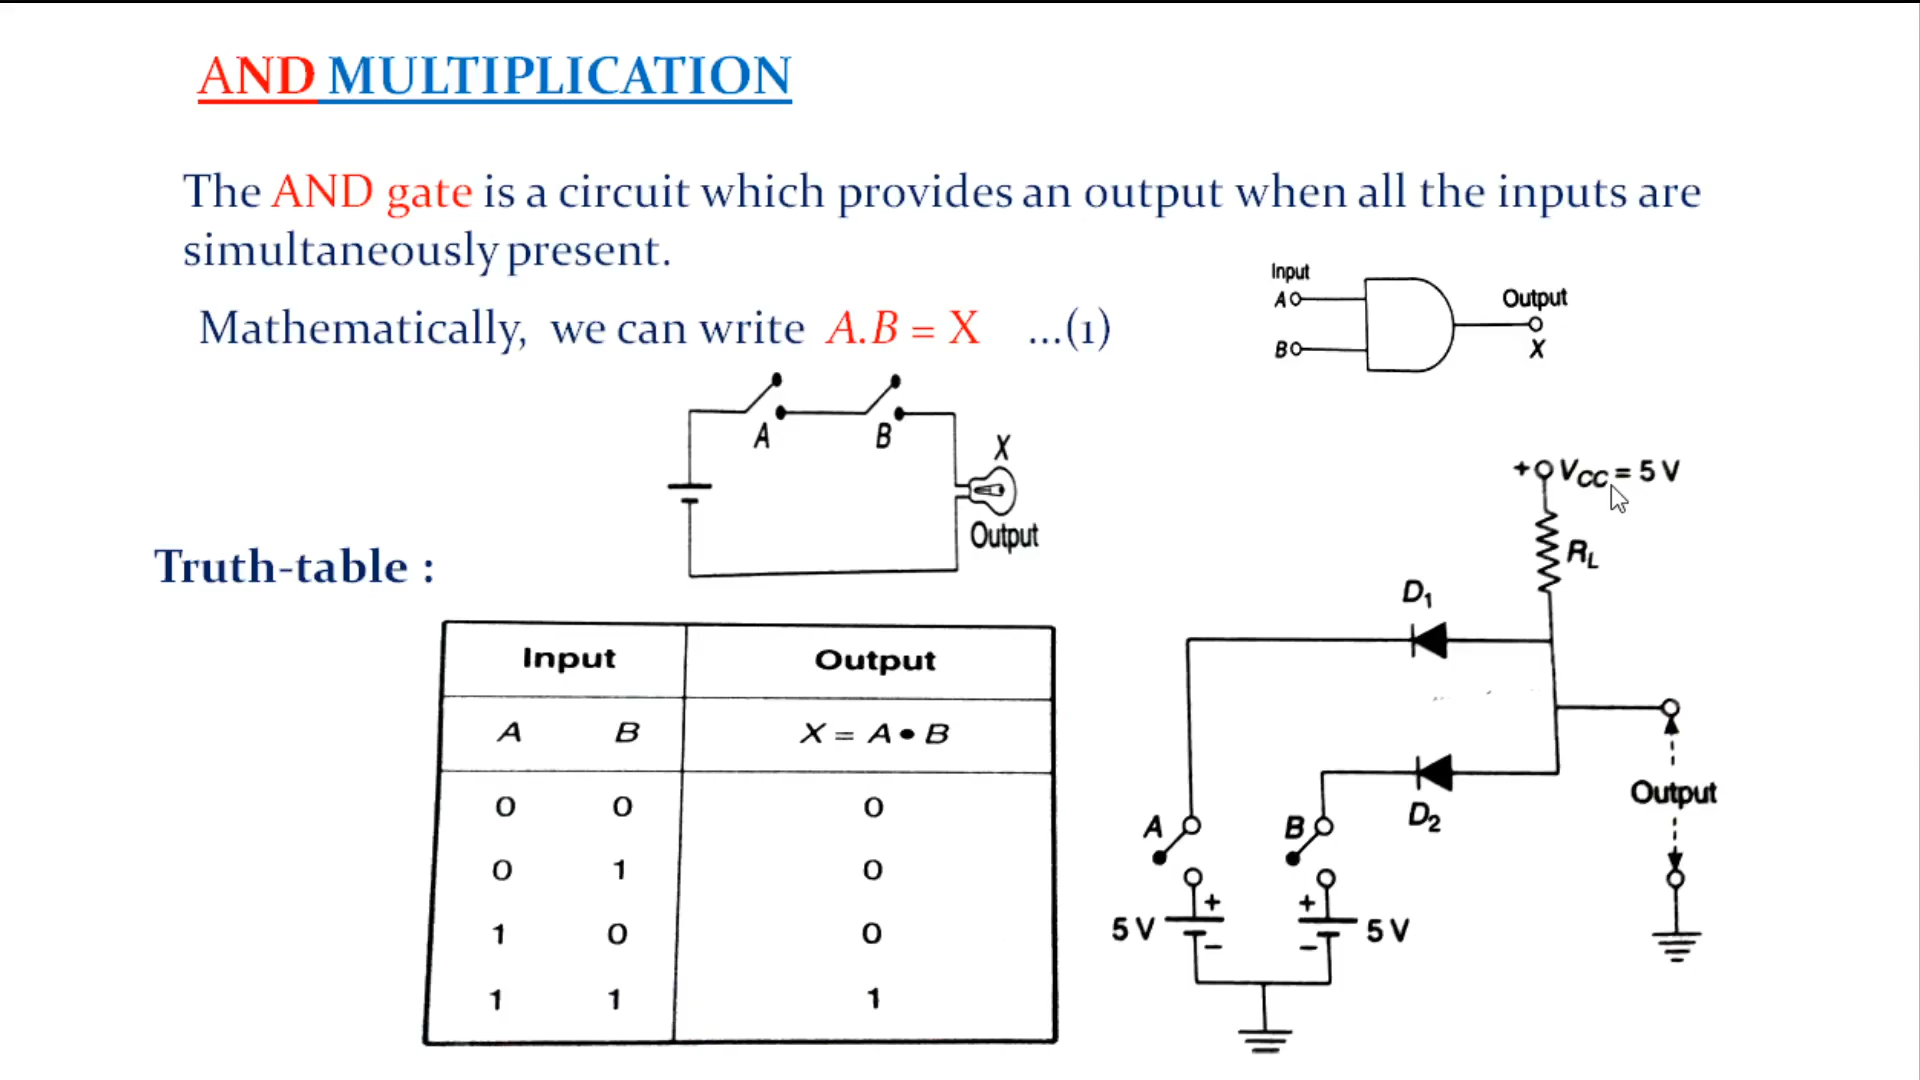 AND MULTIPLICATION
The AND gate is a circuit which provides an output when all the inputs are
simultaneously present.
Input
A
Output
B
X
Mathematically, we can write A.B = X ...(1)
A
B
X
Output
+ VCC = 5 V
RL
D1
D2
Output
A
B
+
+
5 V
5 V
−
−
Truth-table :
Input Output
A B X = A • B
0 0 0
0 1 0
1 0 0
1 1 1